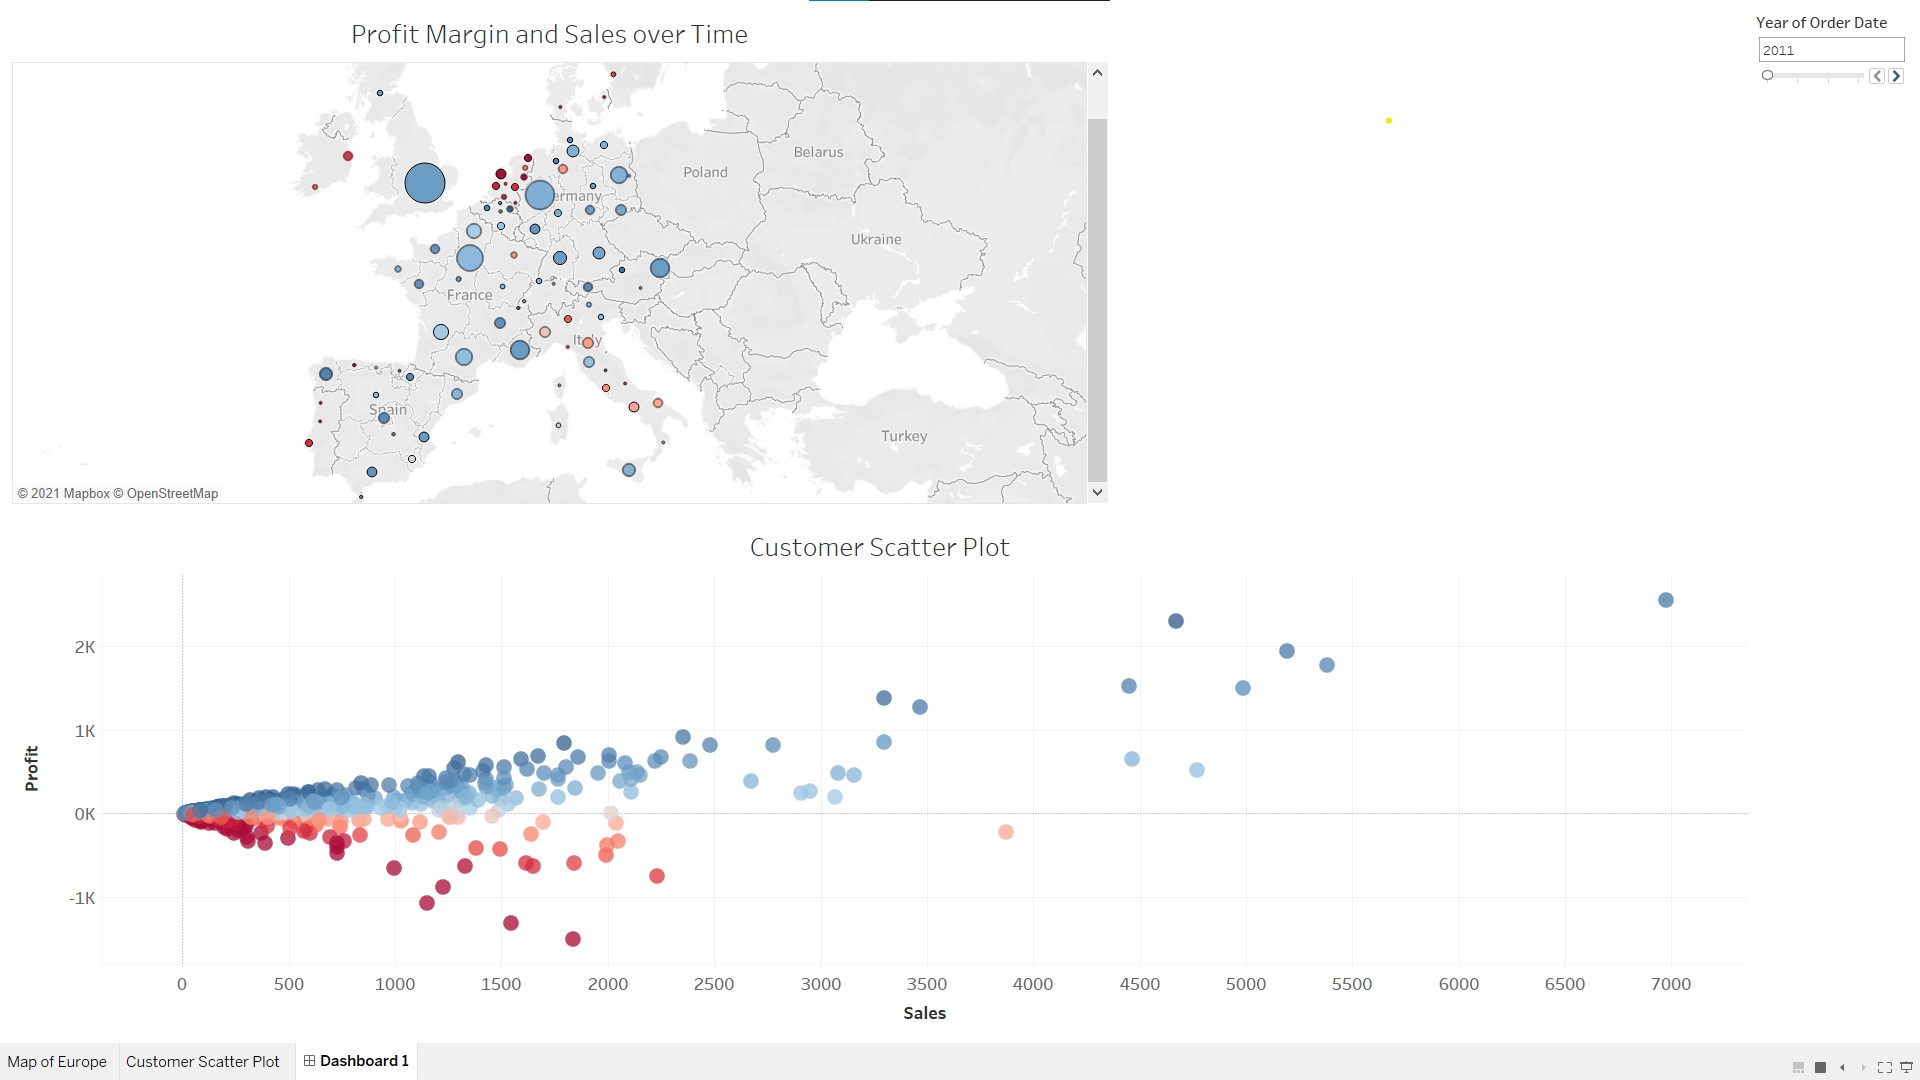 Profit Margin and Sales over Time
Year of Order Date
2011
Belarus
Poland
ermany
Ukraine
France
Italy
Spain
Turkey
© 2021 Mapbox © OpenStreetMap
Customer Scatter Plot
Profit
2K
1K
0K
-1K
0 500 1000 1500 2000 2500 3000 3500 4000 4500 5000 5500 6000 6500 7000
Sales
Map of Europe Customer Scatter Plot Dashboard 1